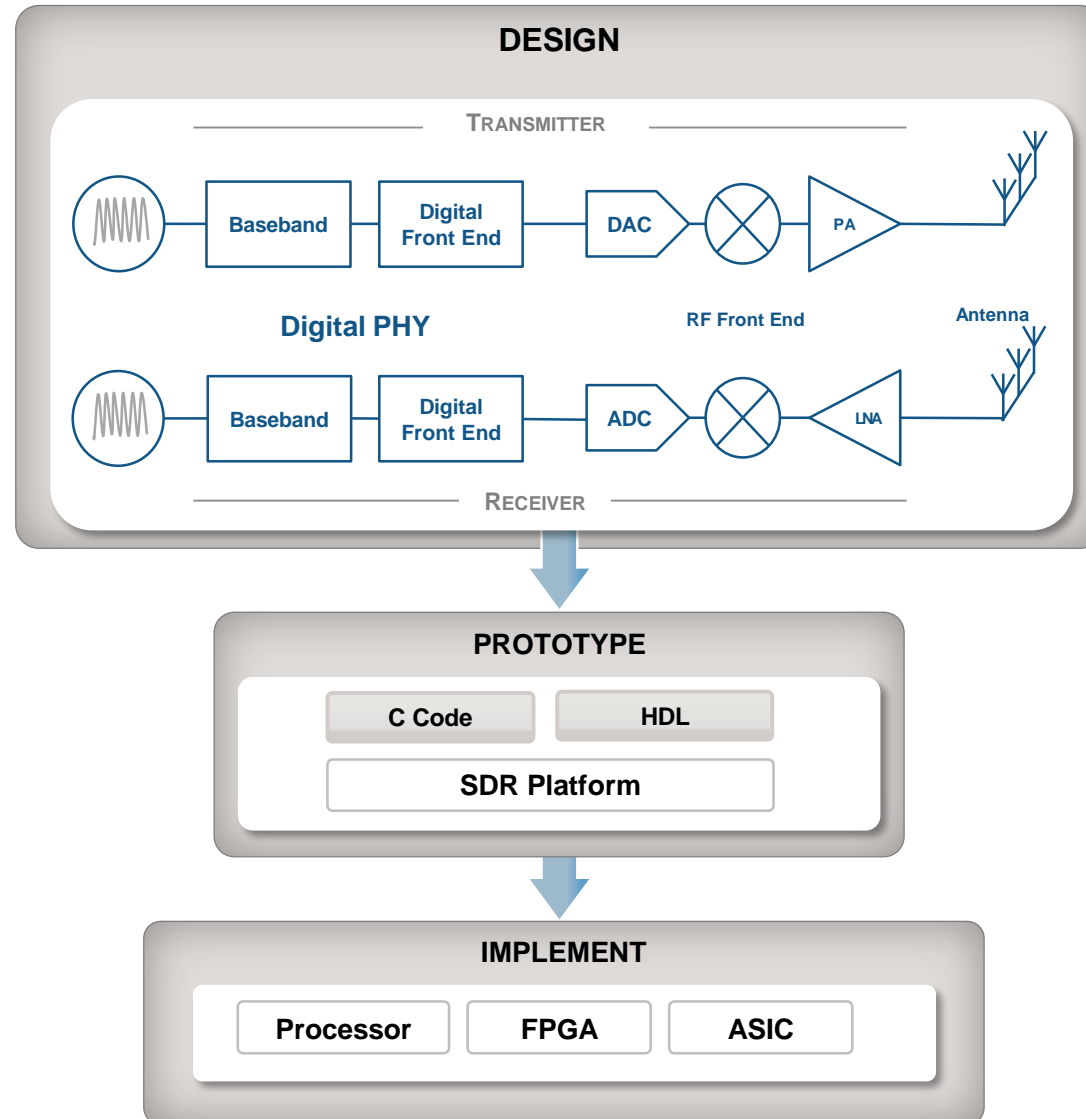 DESIGN
TRANSMITTER
Baseband
Digital
Front End
DAC
PA
Digital PHY
RF Front End
Antenna
Baseband
Digital
Front End
ADC
LNA
RECEIVER
PROTOTYPE
C Code
HDL
SDR Platform
IMPLEMENT
Processor
FPGA
ASIC